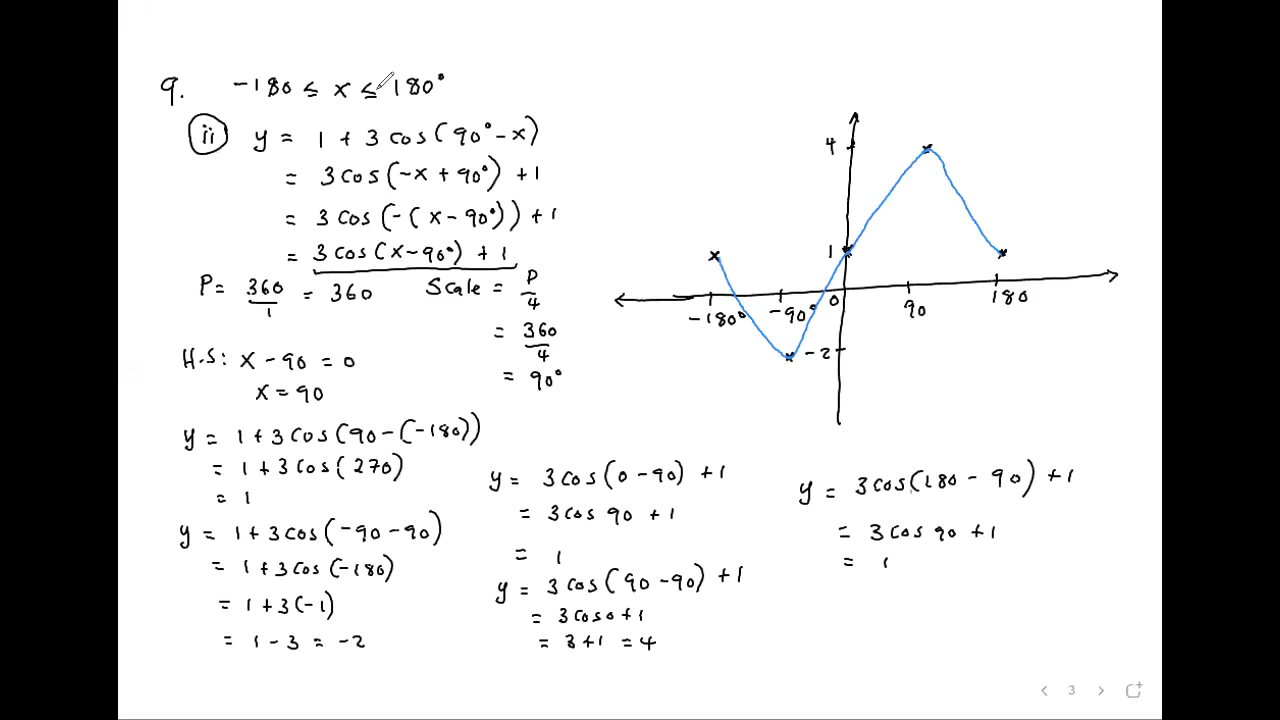 9. -180 ≤ x ≤ 180°
ii y = 1 + 3 cos(90° - x)
= 3 cos(-x + 90°) + 1
= 3 cos(-(x - 90°)) + 1
= 3 cos(x - 90°) + 1
P = 360/1 = 360
Scale = P/4
= 360/4
= 90°
H.S: x - 90 = 0
x = 90
y = 1 + 3 cos(90 - (-180))
= 1 + 3 cos(270)
= 1
y = 1 + 3 cos(-90 - 90)
= 1 + 3 cos(-180)
= 1 + 3(-1)
= 1 - 3 = -2
y = 3 cos(0 - 90) + 1
= 3 cos 90 + 1
= 1
y = 3 cos(90 - 90) + 1
= 3 cos 0 + 1
= 3 + 1 = 4
y = 3 cos(180 - 90) + 1
= 3 cos 90 + 1
= 1
4
1
-180° -90° 0 90 180
-2
3